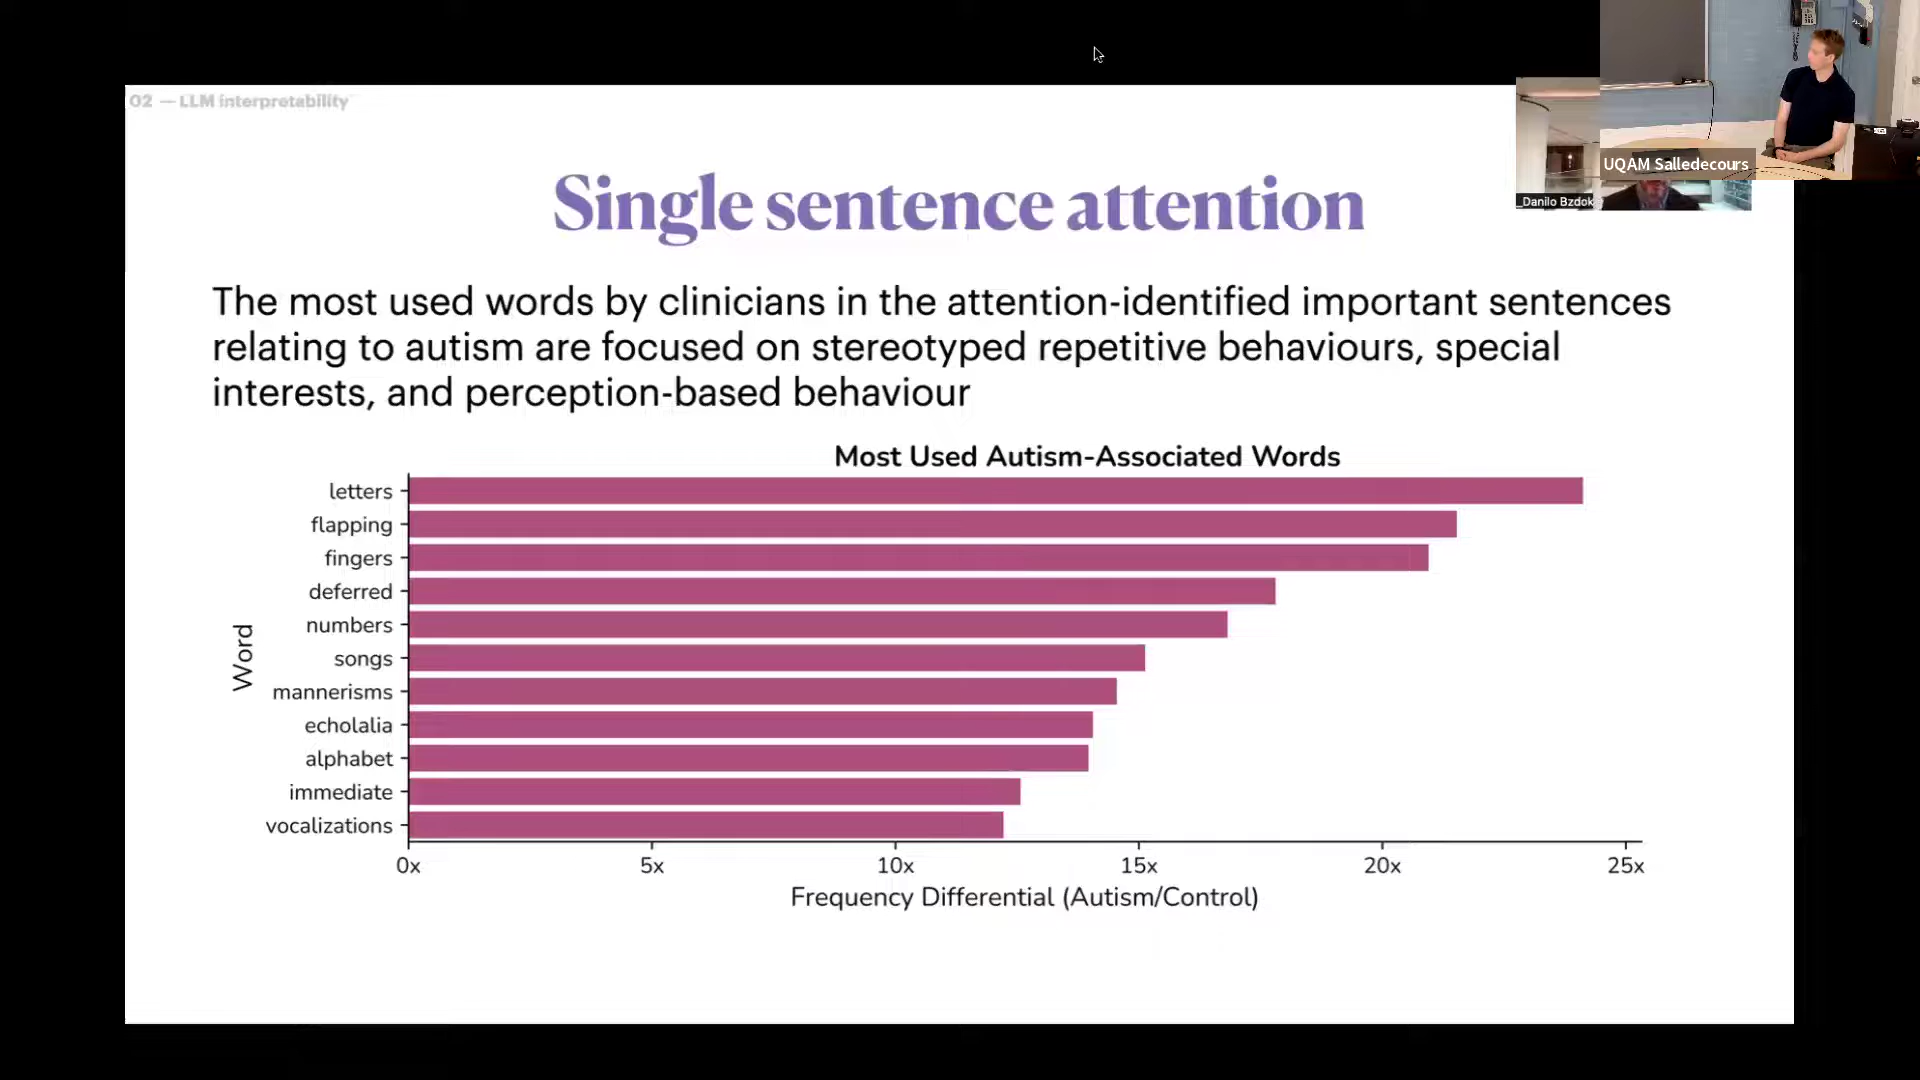 02 — LLM interpretability
UQAM Salledecours
_Danilo Bzdok
Single sentence attention
The most used words by clinicians in the attention-identified important sentences
relating to autism are focused on stereotyped repetitive behaviours, special
interests, and perception-based behaviour
Most Used Autism-Associated Words
Word
letters
flapping
fingers
deferred
numbers
songs
mannerisms
echolalia
alphabet
immediate
vocalizations
0x 5x 10x 15x 20x 25x
Frequency Differential (Autism/Control)